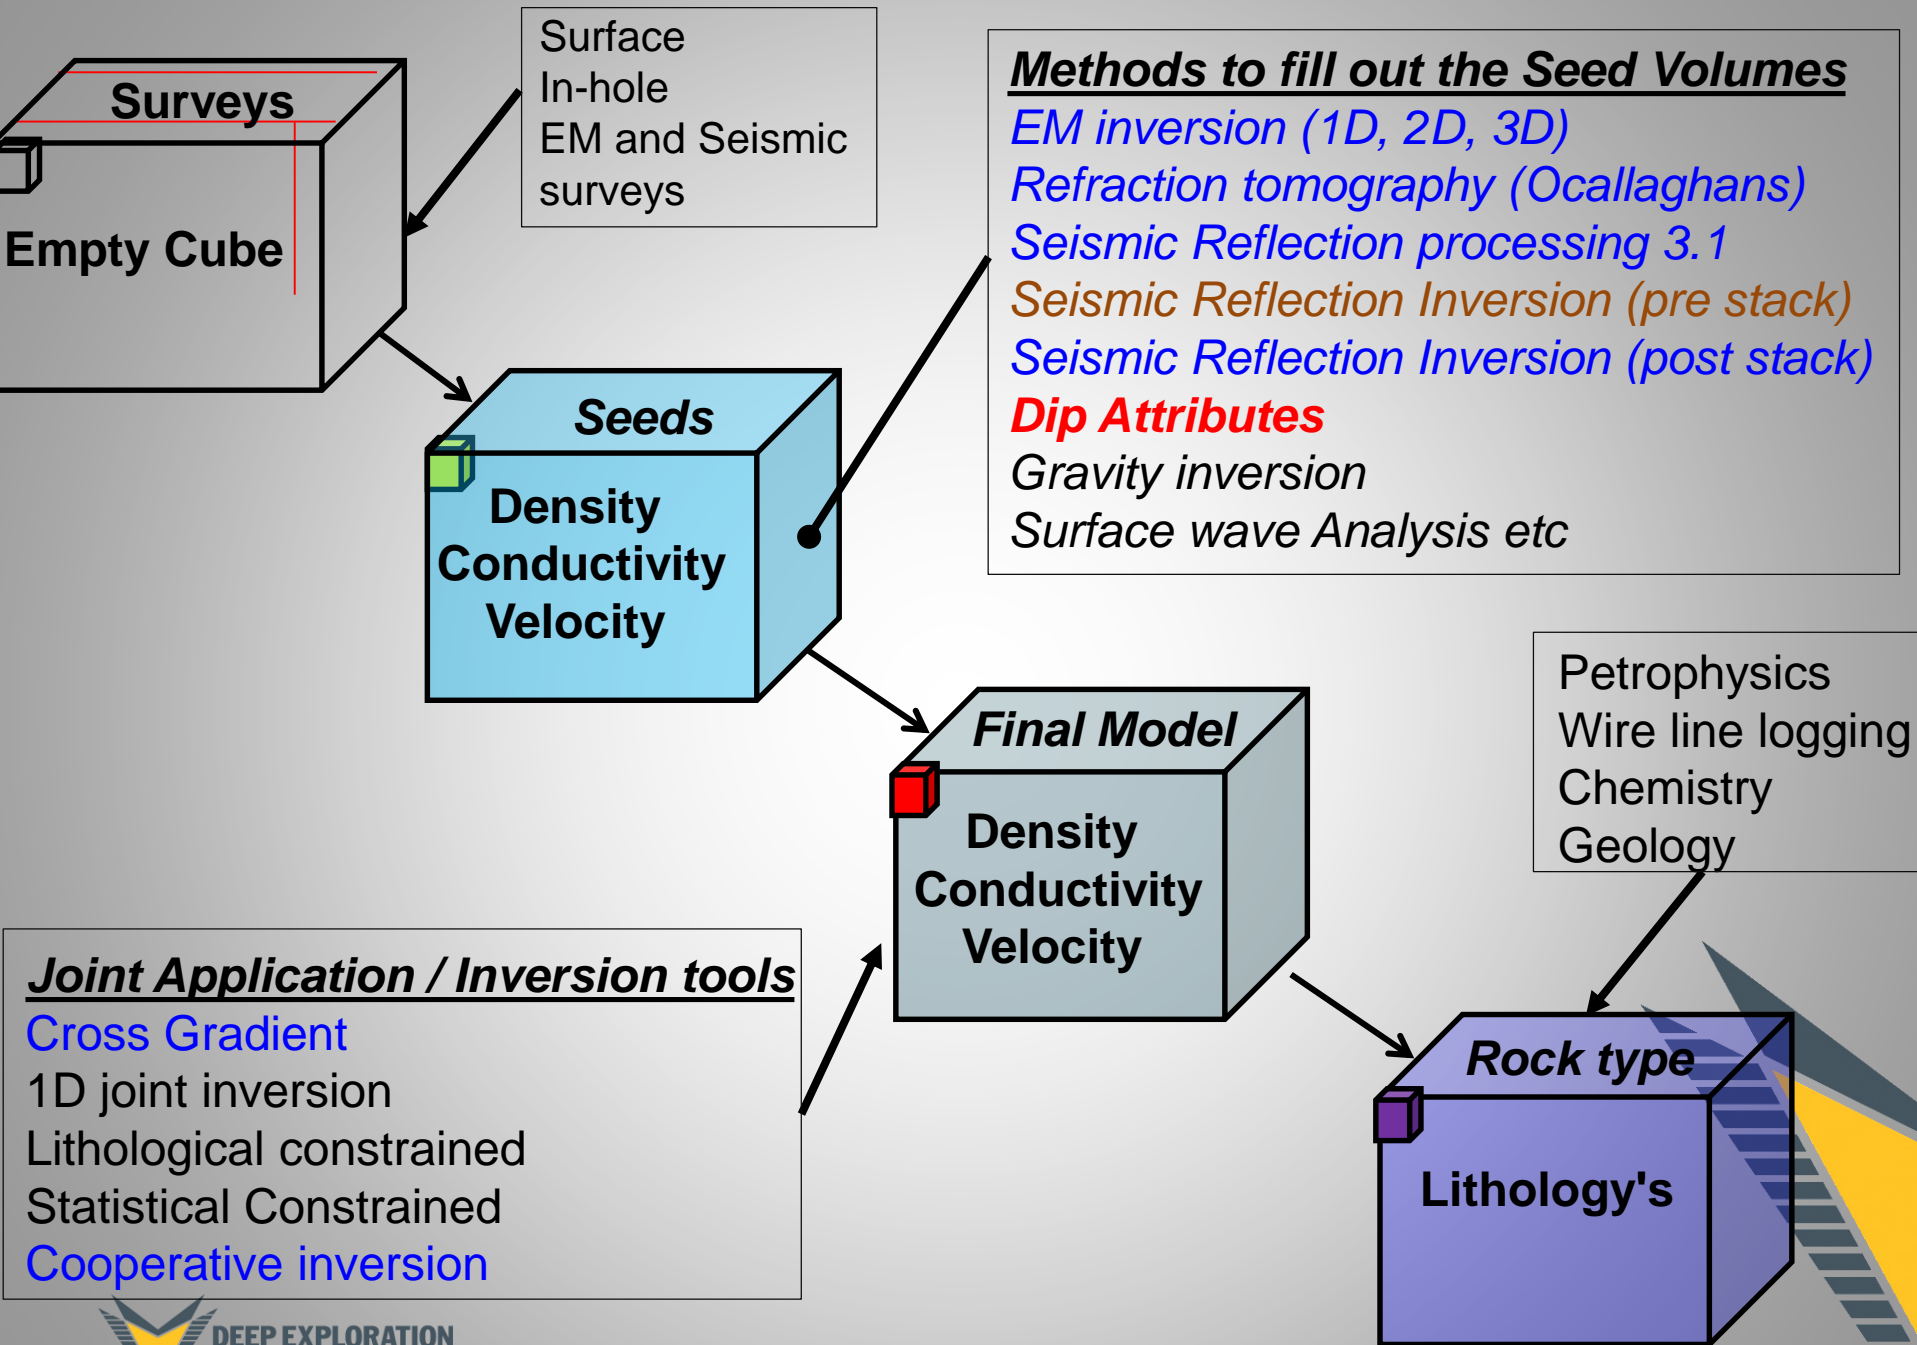 Surveys
Empty Cube
Surface
In-hole
EM and Seismic
surveys
Methods to fill out the Seed Volumes
EM inversion (1D, 2D, 3D)
Refraction tomography (Ocallaghans)
Seismic Reflection processing 3.1
Seismic Reflection Inversion (pre stack)
Seismic Reflection Inversion (post stack)
Dip Attributes
Gravity inversion
Surface wave Analysis etc
Seeds
Density
Conductivity
Velocity
Final Model
Density
Conductivity
Velocity
Petrophysics
Wire line logging
Chemistry
Geology
Joint Application / Inversion tools
Cross Gradient
1D joint inversion
Lithological constrained
Statistical Constrained
Cooperative inversion
Rock type
Lithology's
DEEP EXPLORATION